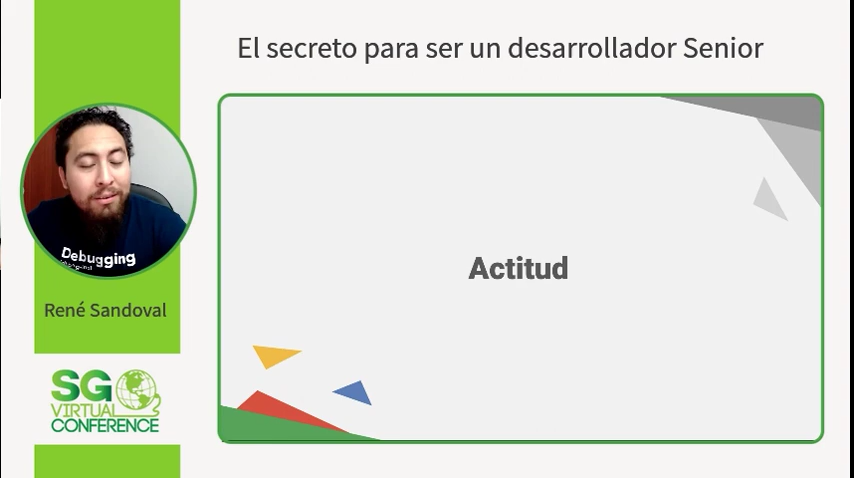 El secreto para ser un desarrollador Senior
Debugging
René Sandoval
Actitud
SG
VIRTUAL
CONFERENCE